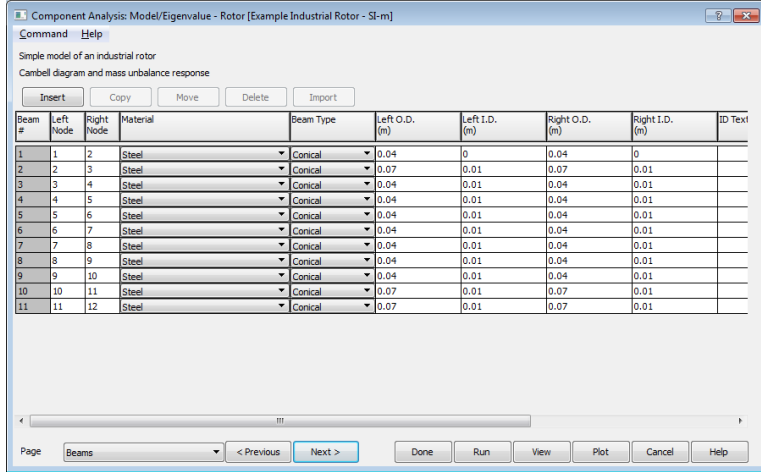 Component Analysis: Model/Eigenvalue - Rotor [Example Industrial Rotor - SI-m]
Command Help
Simple model of an industrial rotor
Cambell diagram and mass unbalance response
Insert Copy Move Delete Import
Beam # Left Node Right Node Material Beam Type Left O.D. (m) Left I.D. (m) Right O.D. (m) Right I.D. (m) ID Text
1 1 2 Steel Conical 0.04 0 0.04 0
2 2 3 Steel Conical 0.07 0.01 0.07 0.01
3 3 4 Steel Conical 0.04 0.01 0.04 0.01
4 4 5 Steel Conical 0.04 0.01 0.04 0.01
5 5 6 Steel Conical 0.04 0.01 0.04 0.01
6 6 7 Steel Conical 0.04 0.01 0.04 0.01
7 7 8 Steel Conical 0.04 0.01 0.04 0.01
8 8 9 Steel Conical 0.04 0.01 0.04 0.01
9 9 10 Steel Conical 0.04 0.01 0.04 0.01
10 10 11 Steel Conical 0.07 0.01 0.07 0.01
11 11 12 Steel Conical 0.07 0.01 0.07 0.01
Page Beams < Previous Next > Done Run View Plot Cancel Help